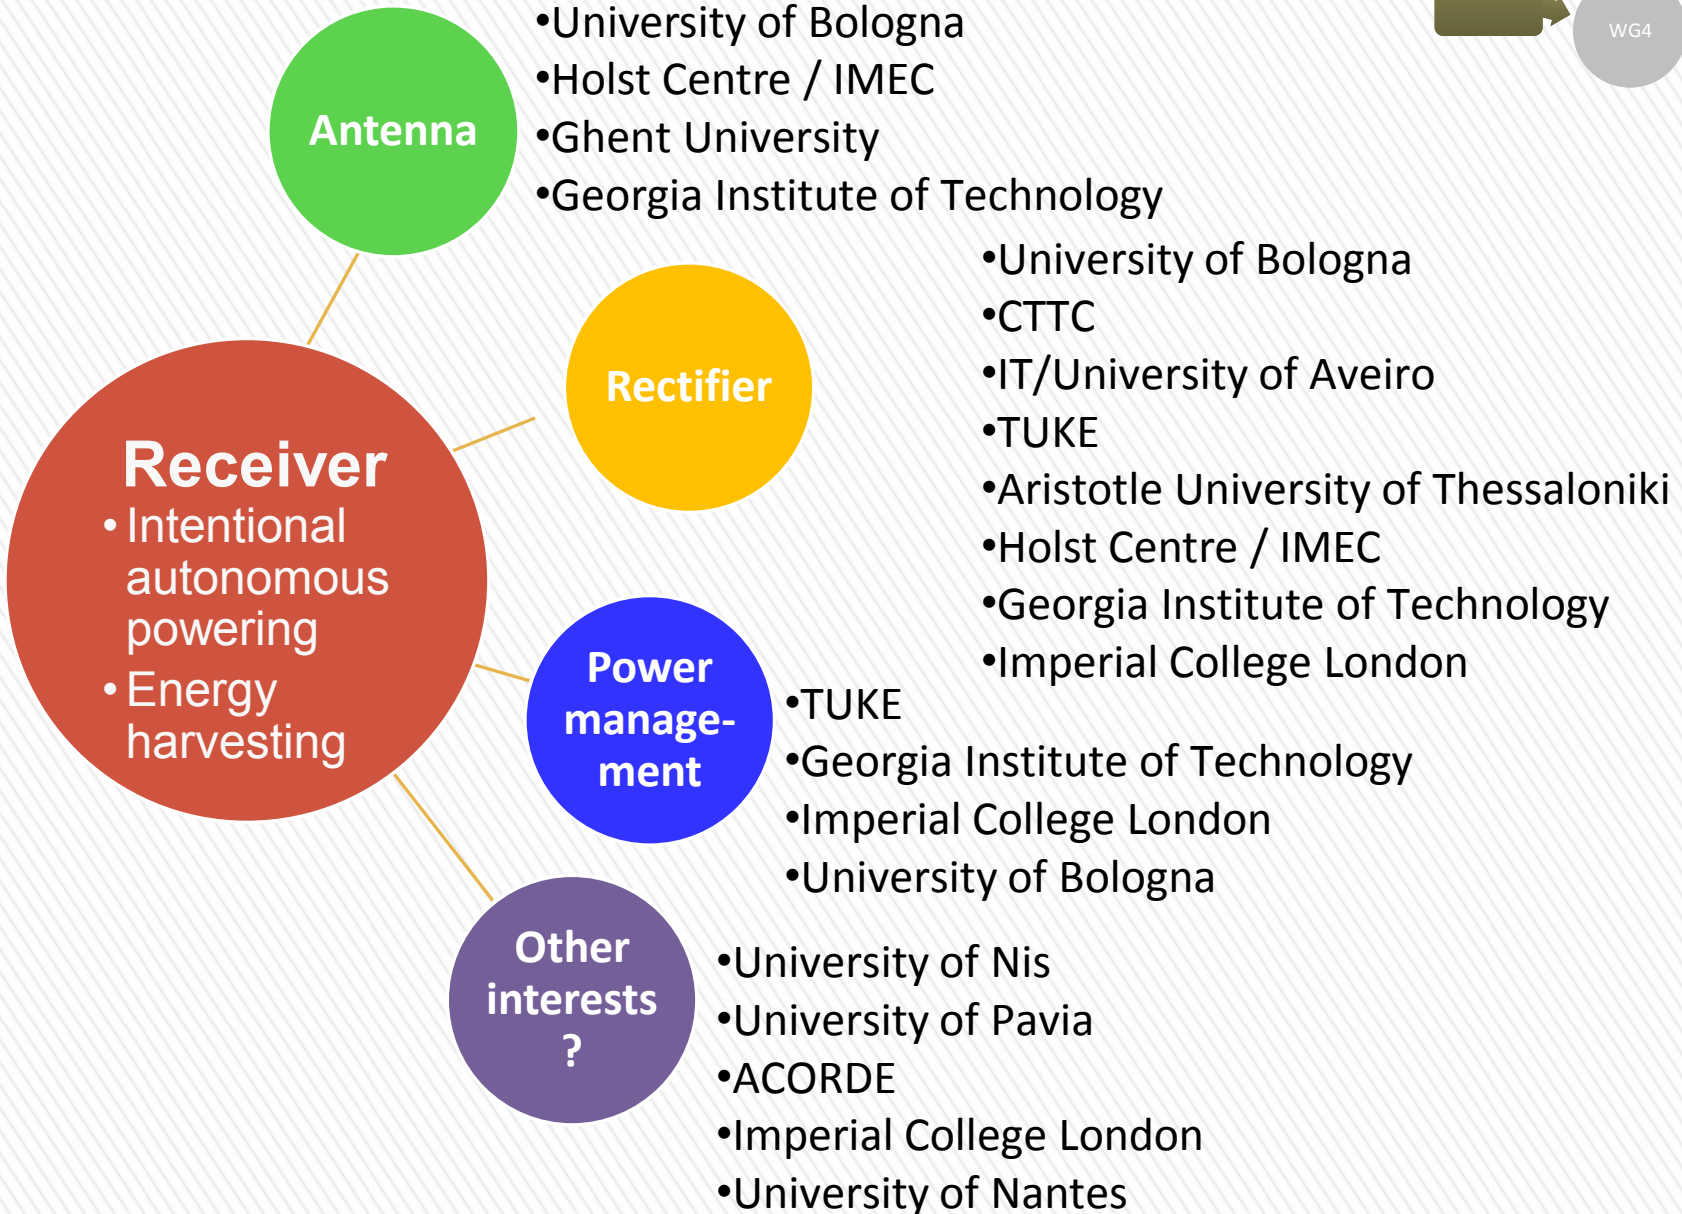 •University of Bologna
•Holst Centre / IMEC
•Ghent University
•Georgia Institute of Technology
WG4
Antenna
•University of Bologna
•CTTC
•IT/University of Aveiro
•TUKE
•Aristotle University of Thessaloniki
•Holst Centre / IMEC
•Georgia Institute of Technology
•Imperial College London
Rectifier
Receiver
• Intentional
autonomous
powering
• Energy
harvesting
Power
manage-
ment
•TUKE
•Georgia Institute of Technology
•Imperial College London
•University of Bologna
Other
interests
?
•University of Nis
•University of Pavia
•ACORDE
•Imperial College London
•University of Nantes